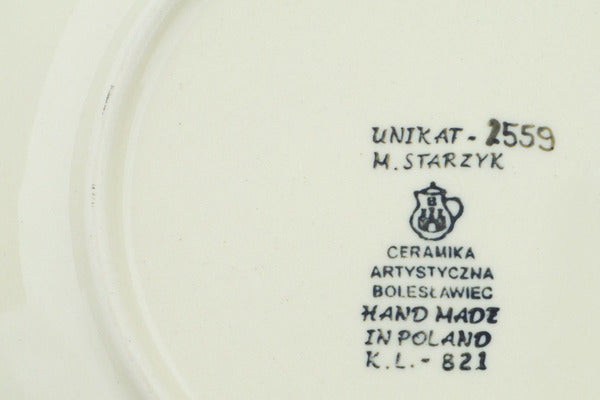 UNIKAT - 2559
M. STARZYK
B
CERAMIKA
ARTYSTYCZNA
BOLESŁAWIEC
HAND MADE
IN POLAND
K.L. - 821